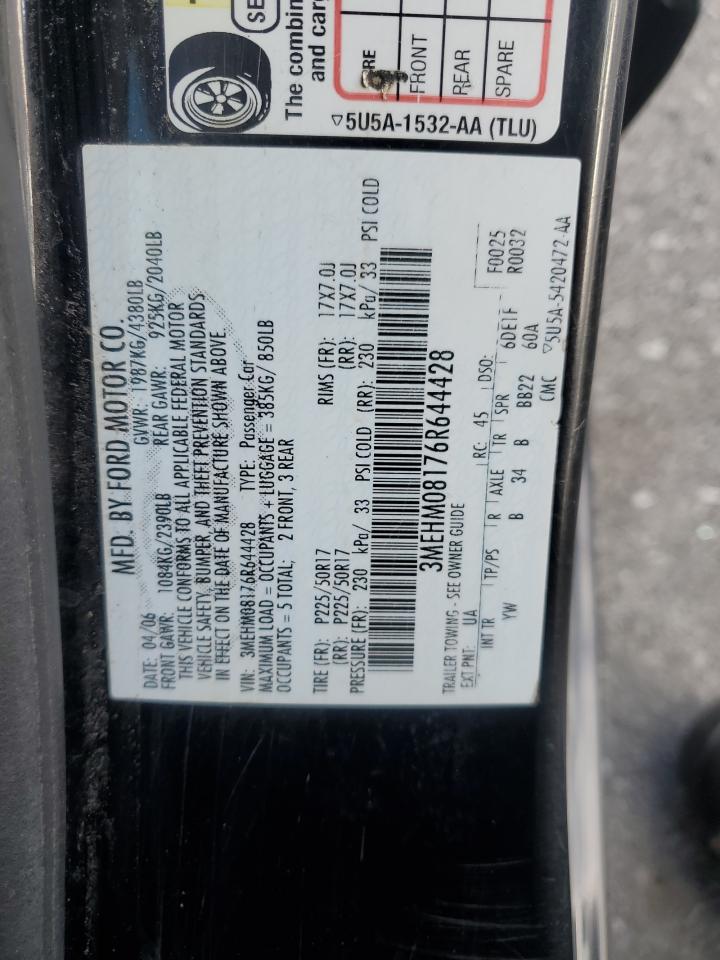 SE
The combin
and carg
FRONT
REAR
SPARE
▽5U5A-1532-AA (TLU)
MFD. BY FORD MOTOR CO.
DATE: 04/06 GVWR: 1987KG/4380LB
FRONT GAWR: 1084KG/2390LB REAR GAWR: 925KG/2040LB
THIS VEHICLE CONFORMS TO ALL APPLICABLE FEDERAL MOTOR
VEHICLE SAFETY, BUMPER, AND THEFT PREVENTION STANDARDS
IN EFFECT ON THE DATE OF MANUFACTURE SHOWN ABOVE.
VIN: 3MEHM08176R644428 TYPE: Passenger Car
MAXIMUM LOAD = OCCUPANTS + LUGGAGE = 385KG/ 850LB
OCCUPANTS = 5 TOTAL; 2 FRONT, 3 REAR
TIRE (FR): P225/50R17 RIMS (FR): 17X7.0J
(RR): P225/50R17 (RR): 17X7.0J
PRESSURE (FR): 230 kPa/ 33 PSI COLD (RR): 230 kPa/ 33 PSI COLD
3MEHM08176R644428
TRAILER TOWING - SEE OWNER GUIDE
EXT PNT: UA RC: 45 DSO: F0025
R0032
INT TR TP/PS R AXLE TR SPR 6DE1F
60A
YW B 34 B BB22
CMC ▽5U5A-5420472-AA